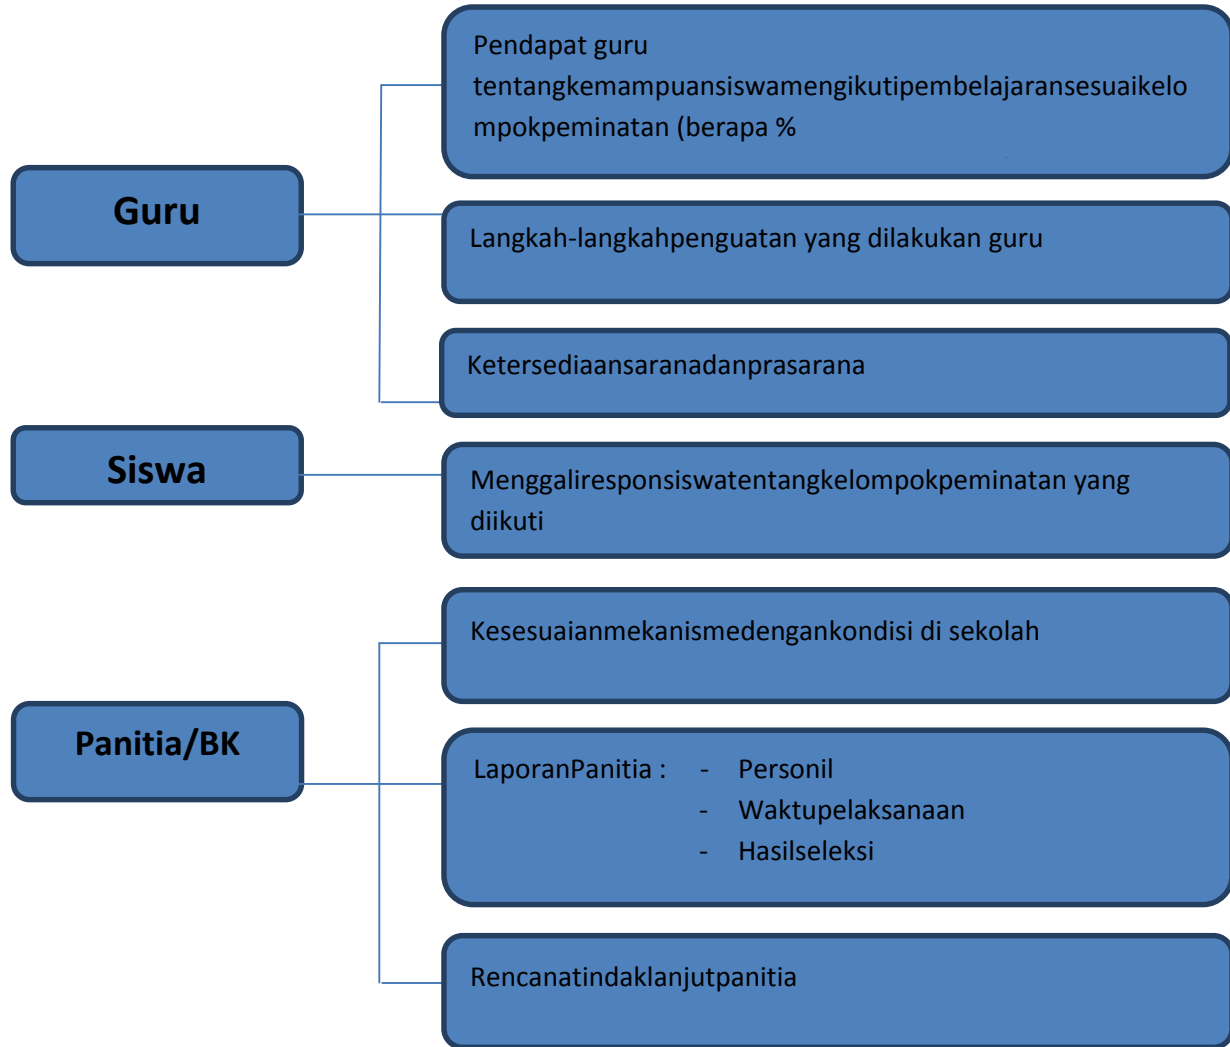 Pendapat guru
tentangkemampuansiswamengikutipembelajaransesuaikelo
mpokpeminatan (berapa %
Guru
Langkah-langkahpenguatan yang dilakukan guru
Ketersediaansaranadanprasarana
Siswa
Menggaliresponsiswatentangkelompokpeminatan yang
diikuti
Kesesuaianmekanismedengankondisi di sekolah
Panitia/BK
LaporanPanitia : - Personil
- Waktupelaksanaan
- Hasilseleksi
Rencanatindaklanjutpanitia